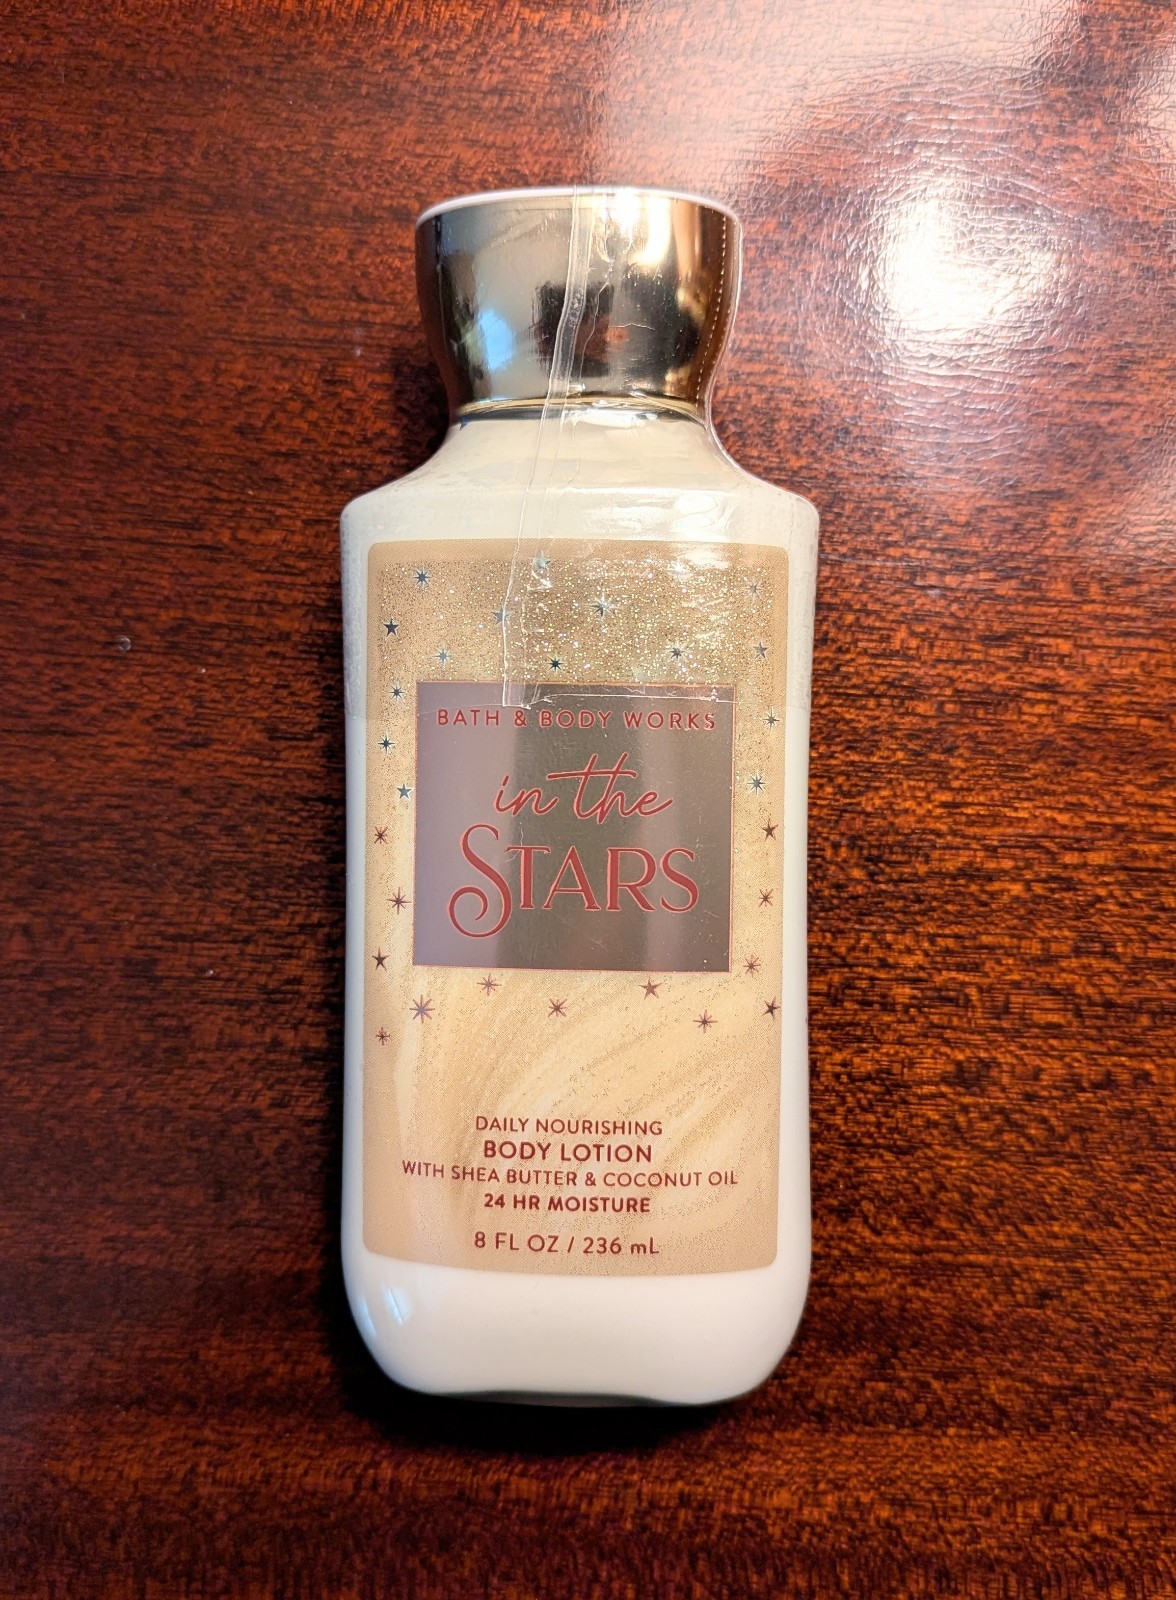 BATH & BODY WORKS
in the
STARS
DAILY NOURISHING
BODY LOTION
WITH SHEA BUTTER & COCONUT OIL
24 HR MOISTURE
8 FL OZ / 236 mL